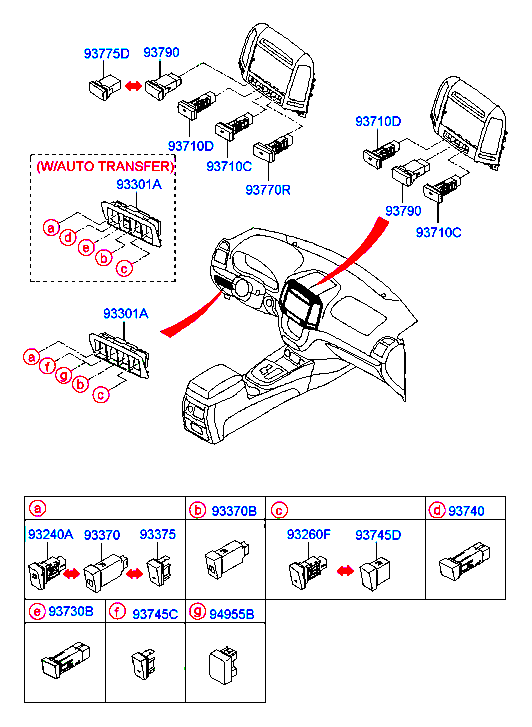 93775D 93790
93710D
93710D
93710C
93770R
93790
93710C
(W/AUTO TRANSFER)
93301A
a
d
e
b
c
93301A
a
f
g
b
c
a
b 93370B
c
d 93740
93240A 93370 93375
93260F 93745D
e 93730B
f
93745C
g 94955B